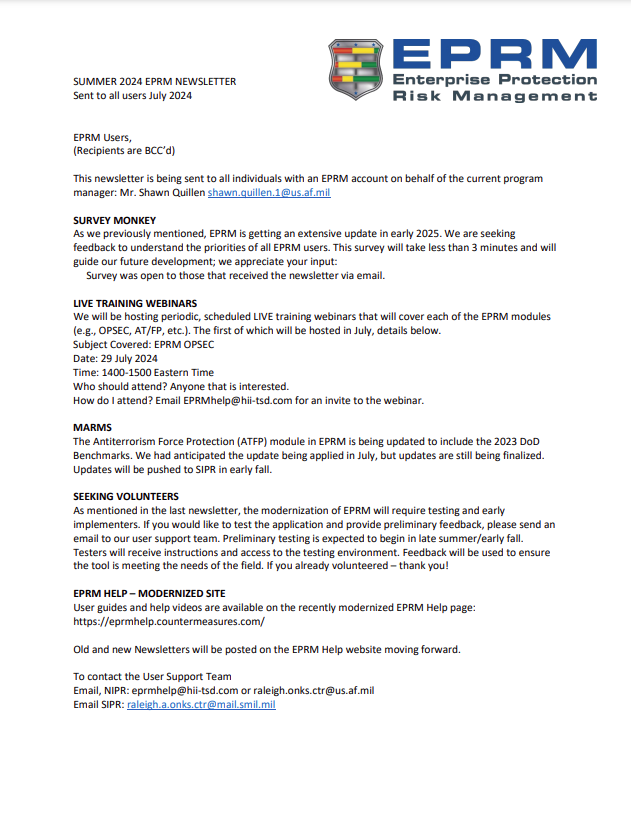 EPRM
Enterprise Protection
Risk Management
SUMMER 2024 EPRM NEWSLETTER
Sent to all users July 2024
EPRM Users,
(Recipients are BCC'd)
This newsletter is being sent to all individuals with an EPRM account on behalf of the current program
manager: Mr. Shawn Quillen shawn.quillen.1@us.af.mil
SURVEY MONKEY
As we previously mentioned, EPRM is getting an extensive update in early 2025. We are seeking
feedback to understand the priorities of all EPRM users. This survey will take less than 3 minutes and will
guide our future development; we appreciate your input:
Survey was open to those that received the newsletter via email.
LIVE TRAINING WEBINARS
We will be hosting periodic, scheduled LIVE training webinars that will cover each of the EPRM modules
(e.g., OPSEC, AT/FP, etc.). The first of which will be hosted in July, details below.
Subject Covered: EPRM OPSEC
Date: 29 July 2024
Time: 1400-1500 Eastern Time
Who should attend? Anyone that is interested.
How do I attend? Email EPRMhelp@hii-tsd.com for an invite to the webinar.
MARMS
The Antiterrorism Force Protection (ATFP) module in EPRM is being updated to include the 2023 DoD
Benchmarks. We had anticipated the update being applied in July, but updates are still being finalized.
Updates will be pushed to SIPR in early fall.
SEEKING VOLUNTEERS
As mentioned in the last newsletter, the modernization of EPRM will require testing and early
implementers. If you would like to test the application and provide preliminary feedback, please send an
email to our user support team. Preliminary testing is expected to begin in late summer/early fall.
Testers will receive instructions and access to the testing environment. Feedback will be used to ensure
the tool is meeting the needs of the field. If you already volunteered – thank you!
EPRM HELP – MODERNIZED SITE
User guides and help videos are available on the recently modernized EPRM Help page:
https://eprmhelp.countermeasures.com/
Old and new Newsletters will be posted on the EPRM Help website moving forward.
To contact the User Support Team
Email, NIPR: eprmhelp@hii-tsd.com or raleigh.onks.ctr@us.af.mil
Email SIPR: raleigh.a.onks.ctr@mail.smil.mil